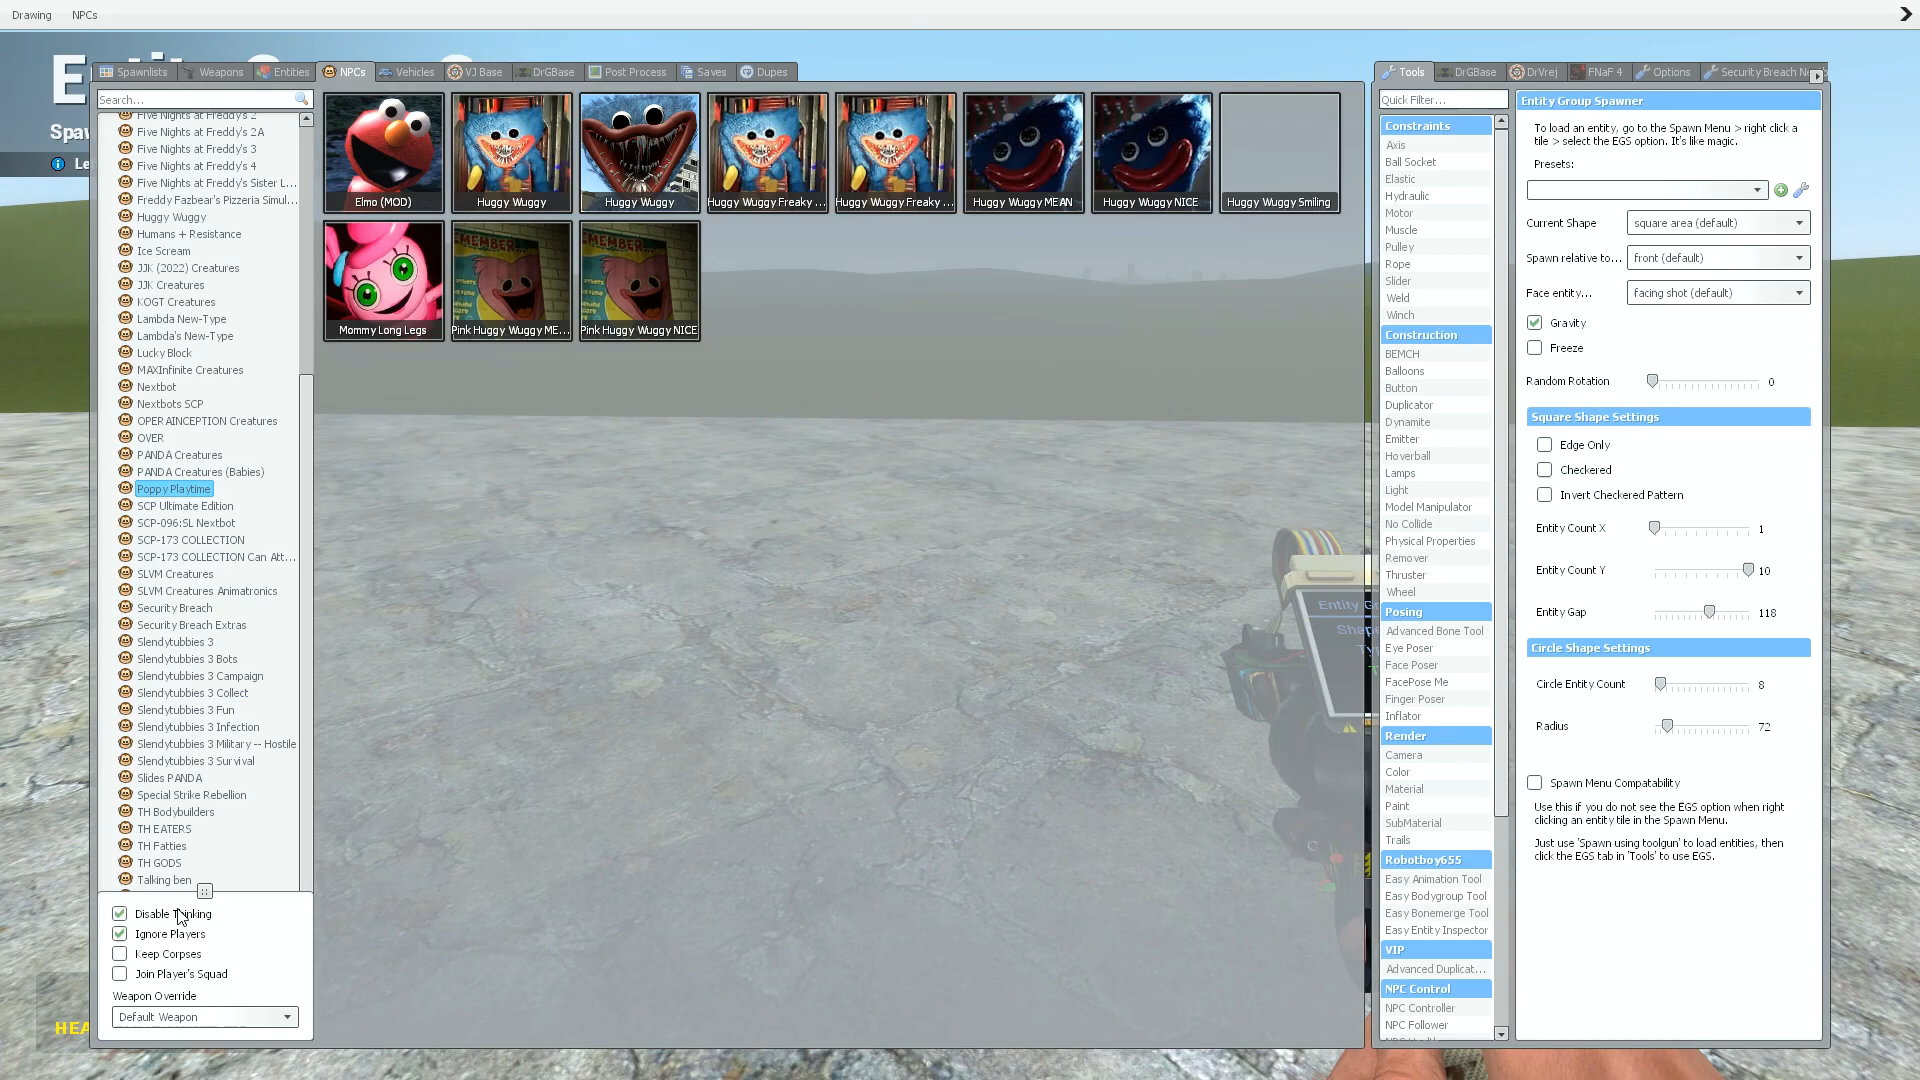 Drawing NPCs
Spawnlists Weapons Entities NPCs Vehicles VJ Base DrGBase Post Process Saves Dupes
Search...
Five Nights at Freddy's 2
Five Nights at Freddy's 2A
Five Nights at Freddy's 3
Five Nights at Freddy's 4
Five Nights at Freddy's Sister L...
Freddy Fazbear's Pizzeria Simul...
Huggy Wuggy
Humans + Resistance
Ice Scream
JJK (2022) Creatures
JJK Creatures
KOGT Creatures
Lambda New-Type
Lambda's New-Type
Lucky Block
MAXInfinite Creatures
Nextbot
Nextbots SCP
OPERAINCEPTION Creatures
OVER
PANDA Creatures
PANDA Creatures (Babies)
Poppy Playtime
SCP Ultimate Edition
SCP-096:SL Nextbot
SCP-173 COLLECTION
SCP-173 COLLECTION Can Att...
SLVM Creatures
SLVM Creatures Animatronics
Security Breach
Security Breach Extras
Slendytubbies 3
Slendytubbies 3 Bots
Slendytubbies 3 Campaign
Slendytubbies 3 Collect
Slendytubbies 3 Fun
Slendytubbies 3 Infection
Slendytubbies 3 Military -- Hostile
Slendytubbies 3 Survival
Slides PANDA
Special Strike Rebellion
TH Bodybuilders
TH EATERS
TH Fatties
TH GODS
Talking ben
Disable Thinking
Ignore Players
Keep Corpses
Join Player's Squad
Weapon Override
Default Weapon
Elmo (MOD)
Huggy Wuggy
Huggy Wuggy
Huggy Wuggy Freaky ...
Huggy Wuggy Freaky ...
Huggy Wuggy MEAN
Huggy Wuggy NICE
Huggy Wuggy Smiling
Mommy Long Legs
Pink Huggy Wuggy ME...
Pink Huggy Wuggy NICE
Tools DrGBase DrVrej FNaF 4 Options Security Breach
Quick Filter...
Constraints
Axis
Ball Socket
Elastic
Hydraulic
Motor
Muscle
Pulley
Rope
Slider
Weld
Winch
Construction
BEMCH
Balloons
Button
Duplicator
Dynamite
Emitter
Hoverball
Lamps
Light
Model Manipulator
No Collide
Physical Properties
Remover
Thruster
Wheel
Posing
Advanced Bone Tool
Eye Poser
Face Poser
FacePose Me
Finger Poser
Inflator
Render
Camera
Color
Material
Paint
SubMaterial
Trails
Robotboy655
Easy Animation Tool
Easy Bodygroup Tool
Easy Bonemerge Tool
Easy Entity Inspector
VIP
Advanced Duplicat...
NPC Control
NPC Controller
NPC Follower
Entity Group Spawner
To load an entity, go to the Spawn Menu > right click a
tile > select the EGS option. It's like magic.
Presets:
Current Shape square area (default)
Spawn relative to... front (default)
Face entity... facing shot (default)
Gravity
Freeze
Random Rotation 0
Square Shape Settings
Edge Only
Checkered
Invert Checkered Pattern
Entity Count X 1
Entity Count Y 10
Entity Gap 118
Circle Shape Settings
Circle Entity Count 8
Radius 72
Spawn Menu Compatability
Use this if you do not see the EGS option when right
clicking an entity tile in the Spawn Menu.
Just use 'Spawn using toolgun' to load entities, then
click the EGS tab in 'Tools' to use EGS.